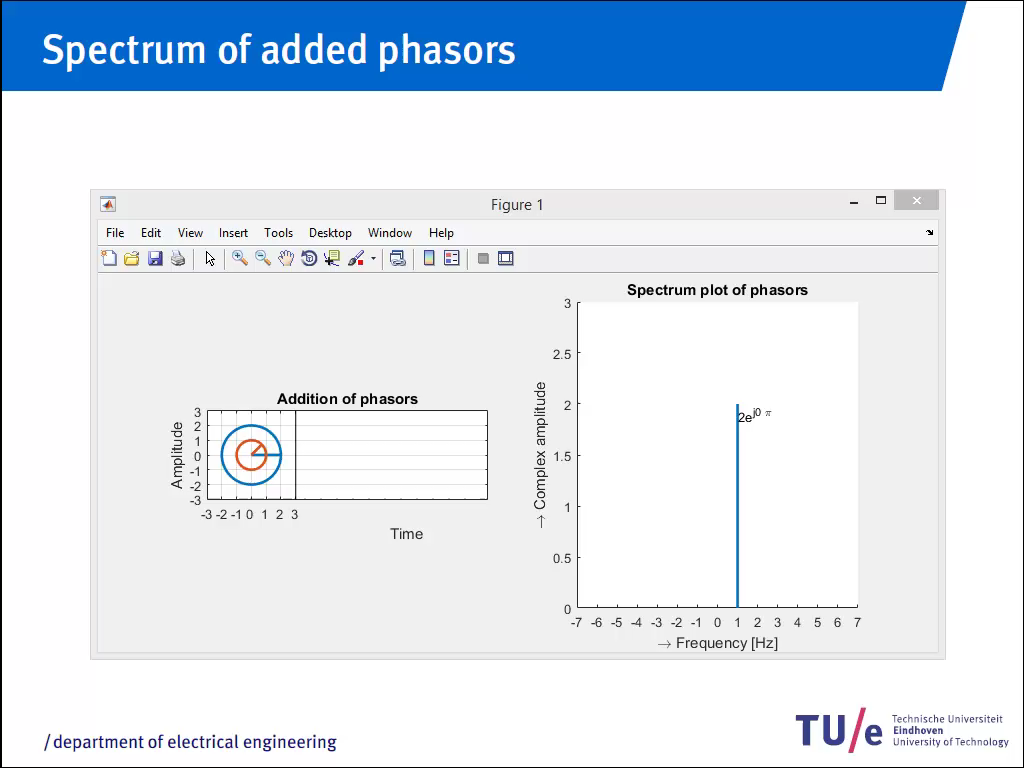 Spectrum of added phasors
Figure 1
File Edit View Insert Tools Desktop Window Help
Addition of phasors
Amplitude
3
2
1
0
-1
-2
-3
-3 -2 -1 0 1 2 3
Time
Spectrum plot of phasors
→ Complex amplitude
3
2.5
2
1.5
1
0.5
0
2e^{j0 π}
-7 -6 -5 -4 -3 -2 -1 0 1 2 3 4 5 6 7
→ Frequency [Hz]
/ department of electrical engineering
TU/e
Technische Universiteit
Eindhoven
University of Technology